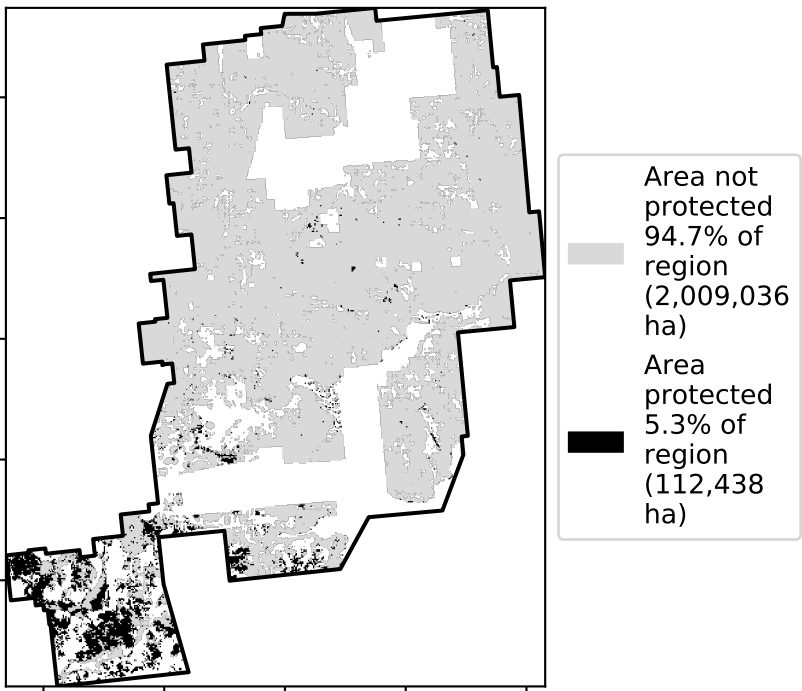 Area not
protected
94.7% of
region
(2,009,036
ha)
Area
protected
5.3% of
region
(112,438
ha)